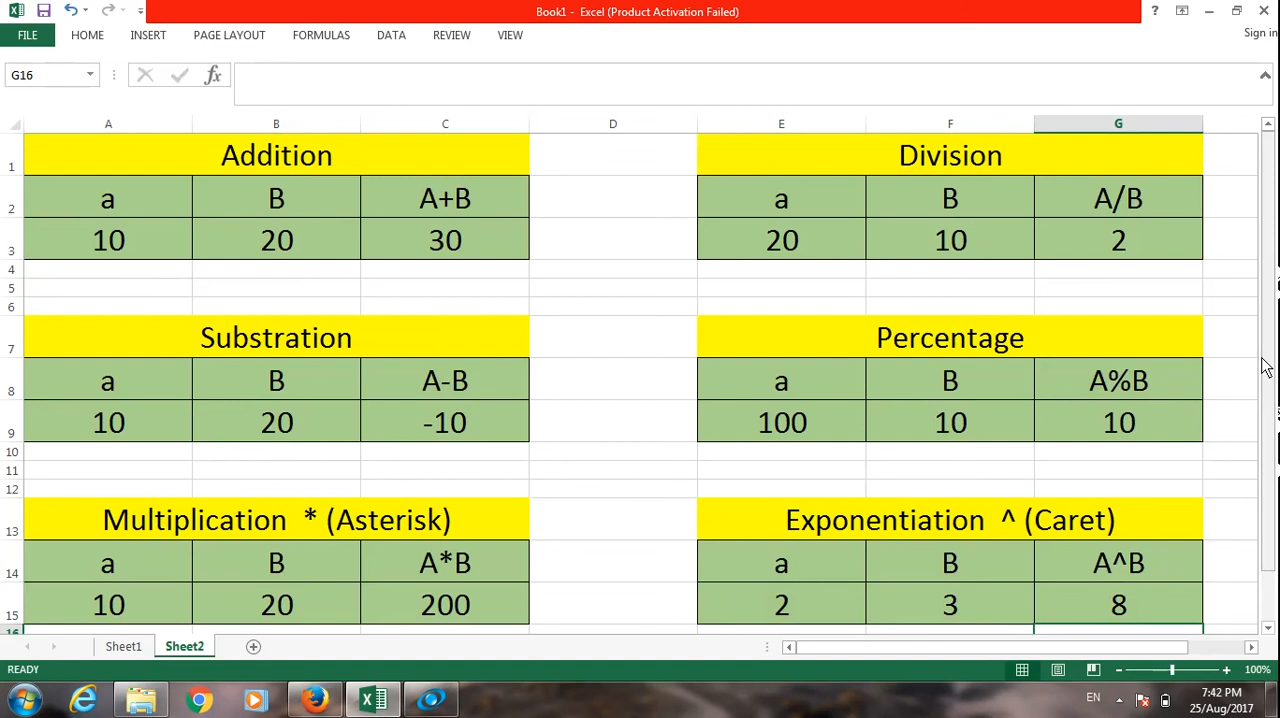 Book1 - Excel (Product Activation Failed)
?
FILE HOME INSERT PAGE LAYOUT FORMULAS DATA REVIEW VIEW Sign in
G16 fx
A B C D E F G
1 Addition Division
2 a B A+B a B A/B
3 10 20 30 20 10 2
4
5
6
7 Substration Percentage
8 a B A-B a B A%B
9 10 20 -10 100 10 10
10
11
12
13 Multiplication * (Asterisk) Exponentiation ^ (Caret)
14 a B A*B a B A^B
15 10 20 200 2 3 8
16
Sheet1 Sheet2
READY 100%
EN 7:42 PM
25/Aug/2017